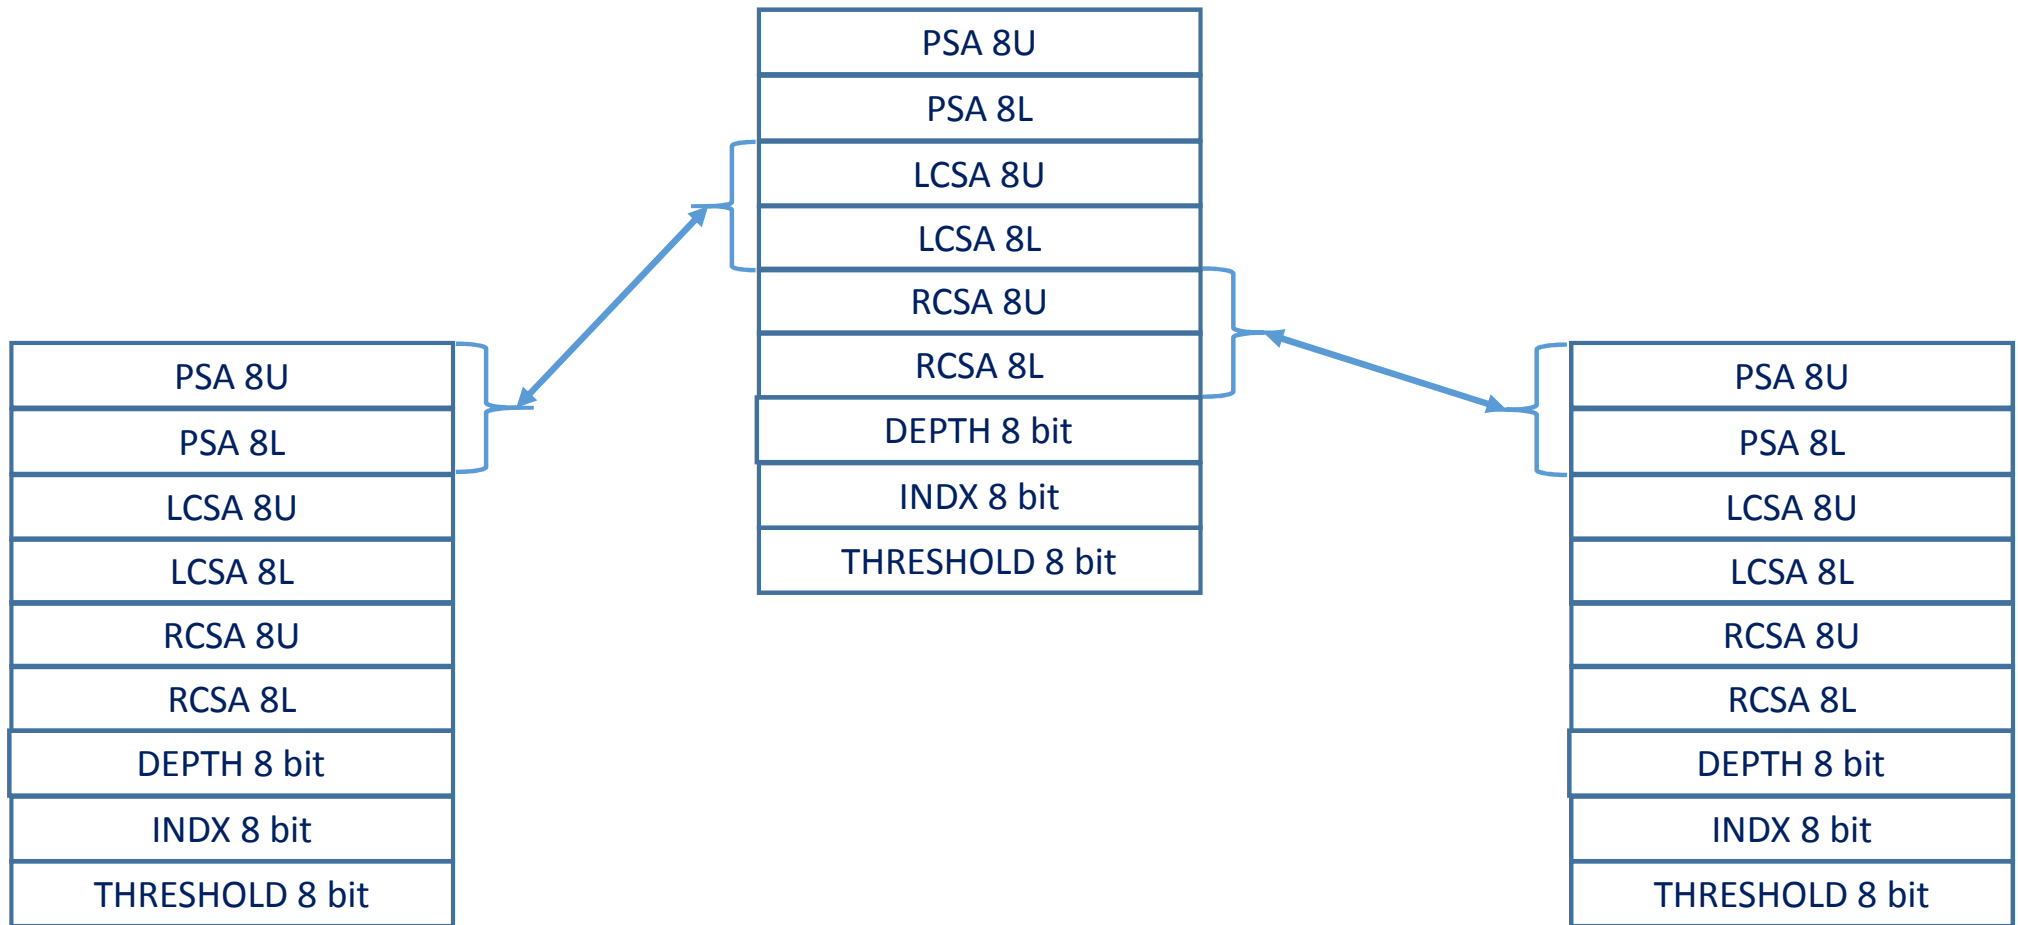 PSA 8U
PSA 8L
LCSA 8U
LCSA 8L
RCSA 8U
RCSA 8L
DEPTH 8 bit
INDX 8 bit
THRESHOLD 8 bit
PSA 8U
PSA 8L
LCSA 8U
LCSA 8L
RCSA 8U
RCSA 8L
DEPTH 8 bit
INDX 8 bit
THRESHOLD 8 bit
PSA 8U
PSA 8L
LCSA 8U
LCSA 8L
RCSA 8U
RCSA 8L
DEPTH 8 bit
INDX 8 bit
THRESHOLD 8 bit